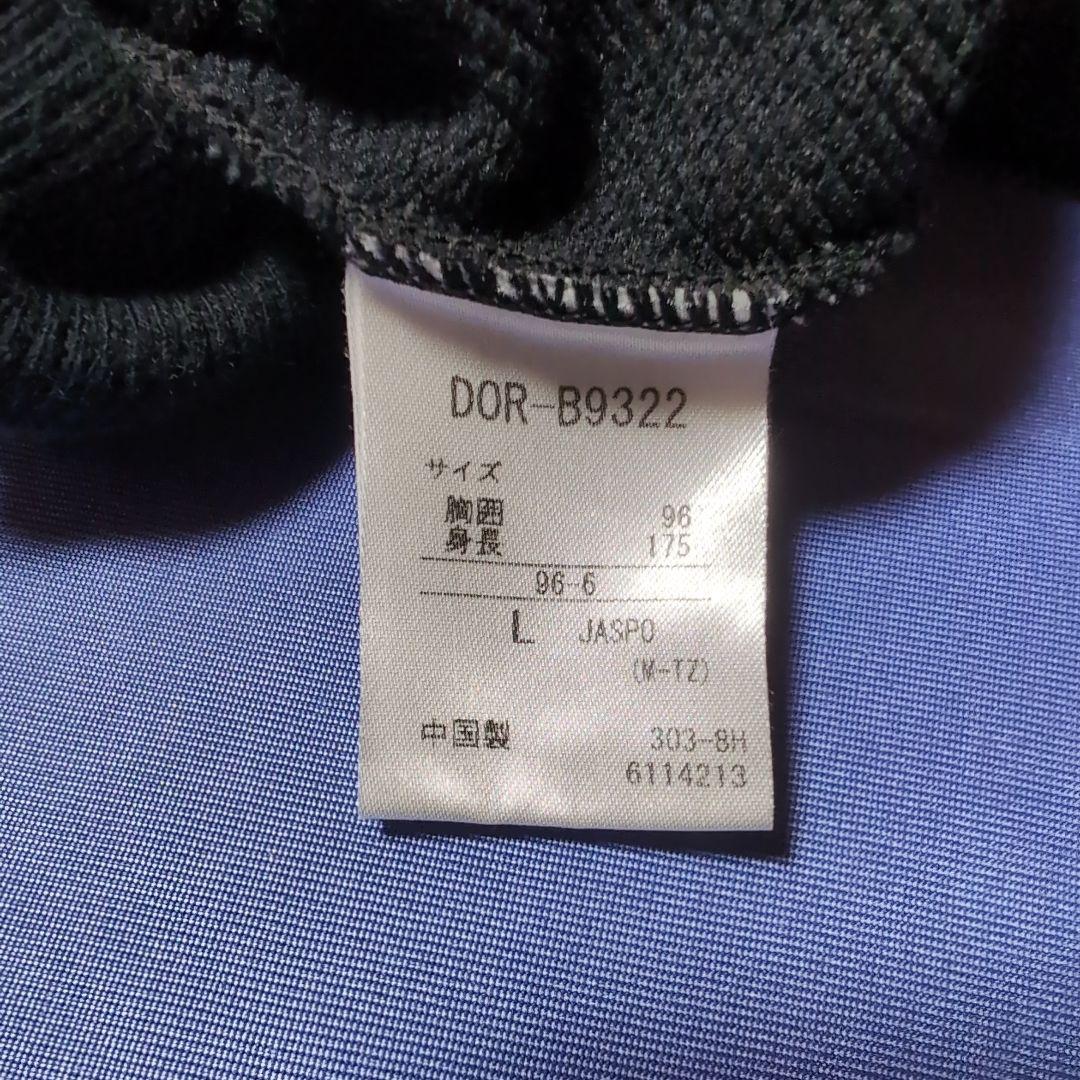 DOR-B9322
サイズ
胸囲 96
身長 175
96-6
L JASPO
(M-TZ)
中国製 303-8H
6114213